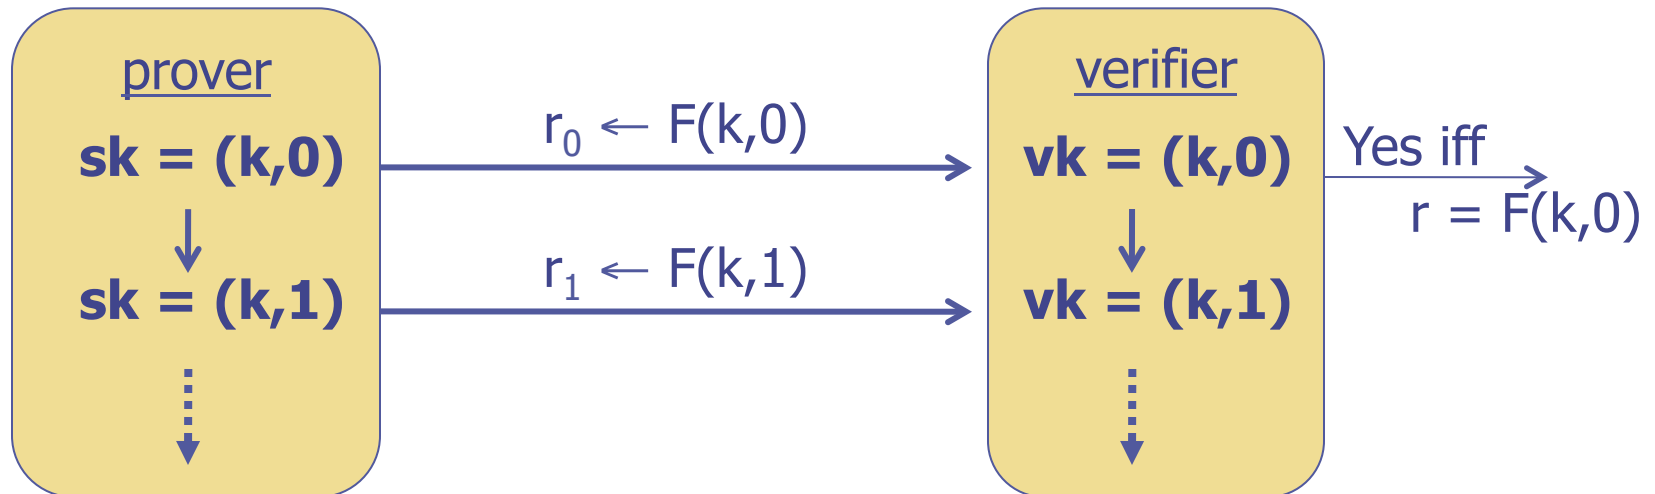 prover
sk = (k,0)
sk = (k,1)
r₀ ← F(k,0)
r₁ ← F(k,1)
verifier
vk = (k,0)
vk = (k,1)
Yes iff
r = F(k,0)